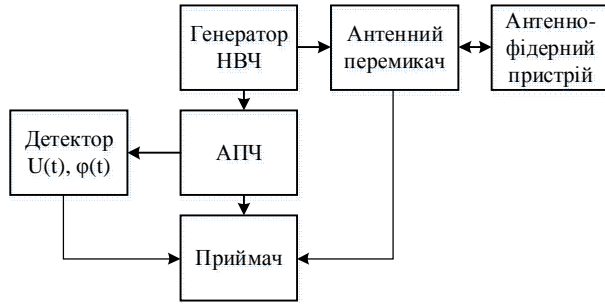 Генератор
НВЧ
Антенний
перемикач
Антенно-
фідерний
пристрій
Детектор
U(t), φ(t)
АПЧ
Приймач